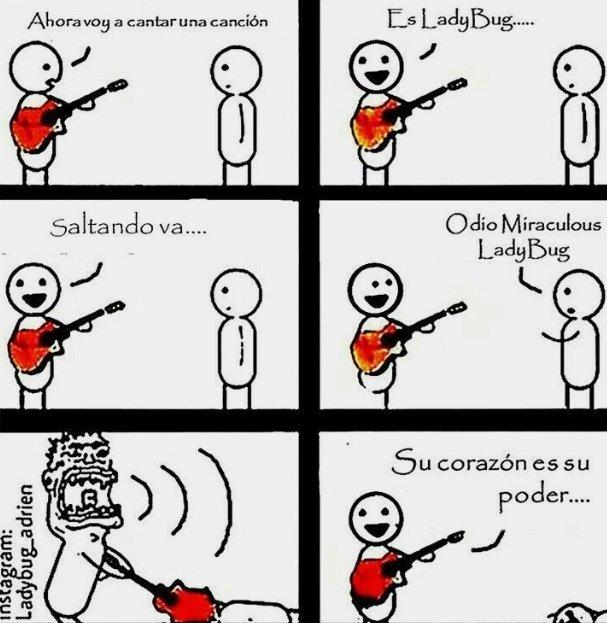 Ahora voy a cantar una canción
Es LadyBug.....
Saltando va....
Odio Miraculous
LadyBug
instagram:
Ladybug_adrien
Su corazón es su
poder....